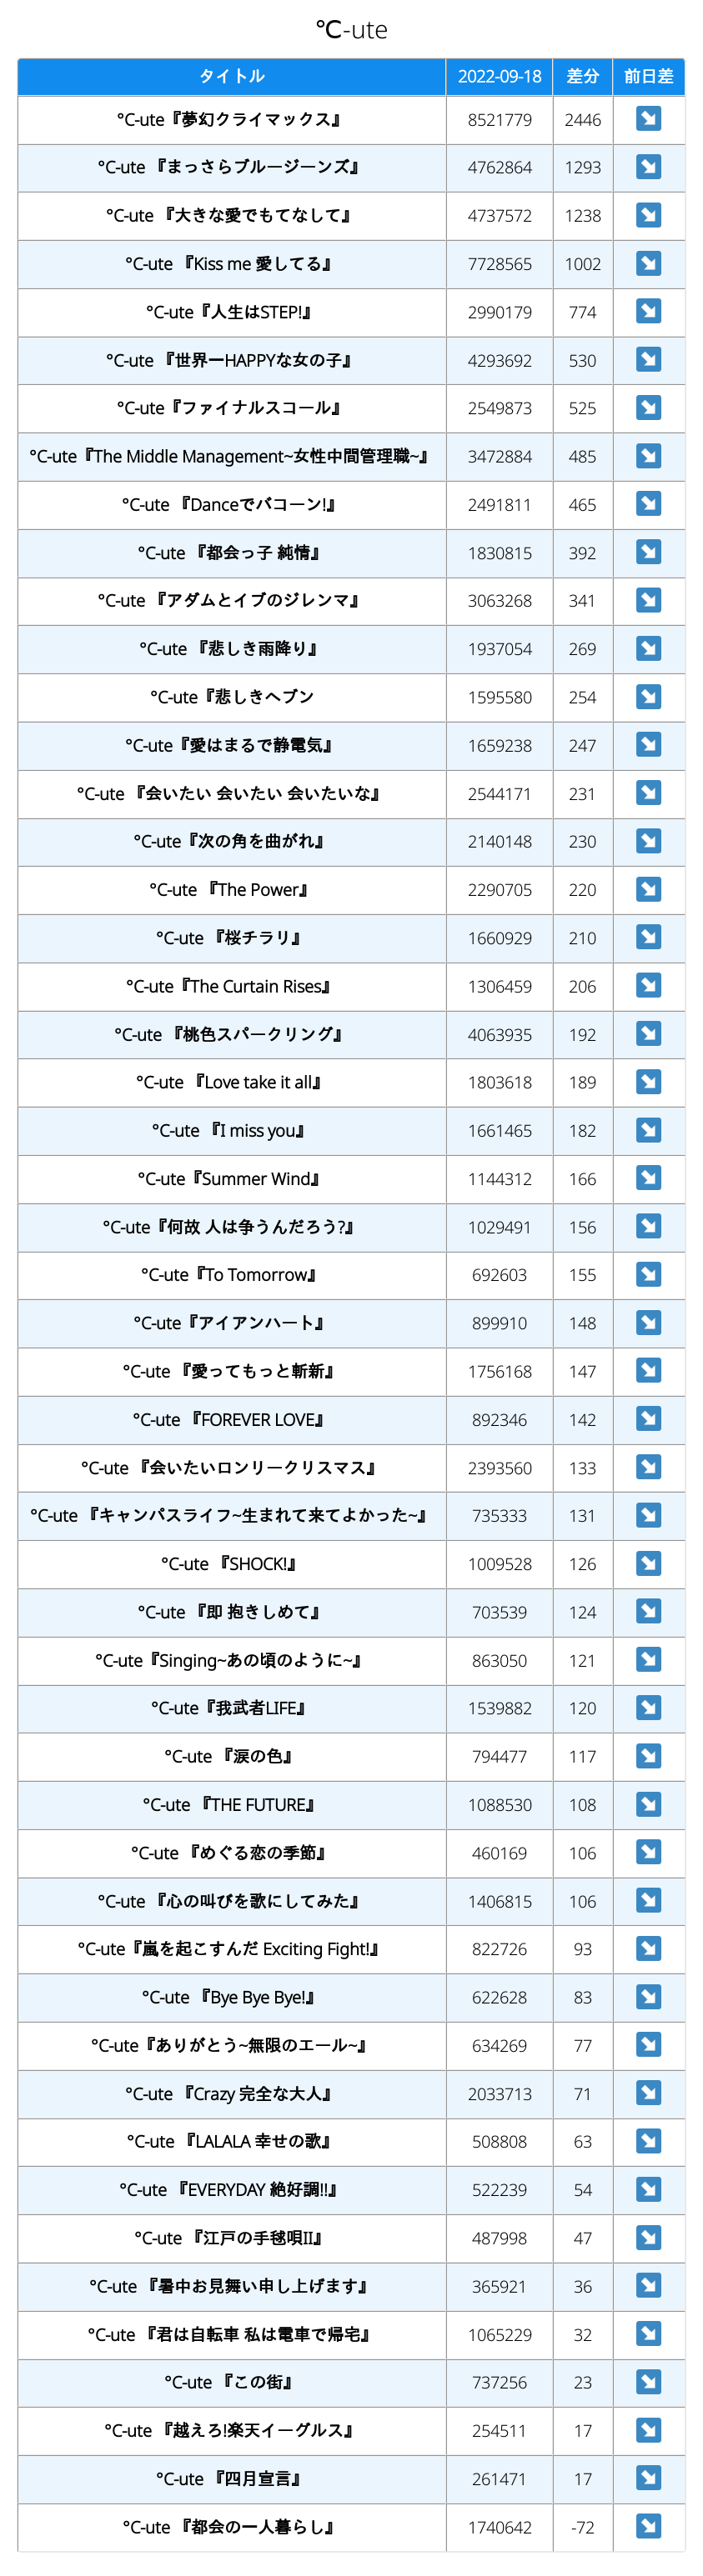 ℃-ute
タイトル 2022-09-18 差分 前日差
°C-ute『夢幻クライマックス』 8521779 2446 ↘
°C-ute 『まっさらブルージーンズ』 4762864 1293 ↘
°C-ute 『大きな愛でもてなして』 4737572 1238 ↘
°C-ute 『Kiss me 愛してる』 7728565 1002 ↘
°C-ute『人生はSTEP!』 2990179 774 ↘
°C-ute 『世界一HAPPYな女の子』 4293692 530 ↘
°C-ute『ファイナルスコール』 2549873 525 ↘
°C-ute『The Middle Management~女性中間管理職~』 3472884 485 ↘
°C-ute 『Danceでバコーン!』 2491811 465 ↘
°C-ute 『都会っ子 純情』 1830815 392 ↘
°C-ute 『アダムとイブのジレンマ』 3063268 341 ↘
°C-ute 『悲しき雨降り』 1937054 269 ↘
°C-ute『悲しきヘブン 1595580 254 ↘
°C-ute『愛はまるで静電気』 1659238 247 ↘
°C-ute 『会いたい 会いたい 会いたいな』 2544171 231 ↘
°C-ute『次の角を曲がれ』 2140148 230 ↘
°C-ute 『The Power』 2290705 220 ↘
°C-ute 『桜チラリ』 1660929 210 ↘
°C-ute『The Curtain Rises』 1306459 206 ↘
°C-ute 『桃色スパークリング』 4063935 192 ↘
°C-ute 『Love take it all』 1803618 189 ↘
°C-ute 『I miss you』 1661465 182 ↘
°C-ute『Summer Wind』 1144312 166 ↘
°C-ute『何故 人は争うんだろう?』 1029491 156 ↘
°C-ute『To Tomorrow』 692603 155 ↘
°C-ute『アイアンハート』 899910 148 ↘
°C-ute 『愛ってもっと斬新』 1756168 147 ↘
°C-ute 『FOREVER LOVE』 892346 142 ↘
°C-ute 『会いたいロンリークリスマス』 2393560 133 ↘
°C-ute 『キャンパスライフ~生まれて来てよかった~』 735333 131 ↘
°C-ute 『SHOCK!』 1009528 126 ↘
°C-ute 『即 抱きしめて』 703539 124 ↘
°C-ute『Singing~あの頃のように~』 863050 121 ↘
°C-ute『我武者LIFE』 1539882 120 ↘
°C-ute 『涙の色』 794477 117 ↘
°C-ute 『THE FUTURE』 1088530 108 ↘
°C-ute 『めぐる恋の季節』 460169 106 ↘
°C-ute 『心の叫びを歌にしてみた』 1406815 106 ↘
°C-ute『嵐を起こすんだ Exciting Fight!』 822726 93 ↘
°C-ute 『Bye Bye Bye!』 622628 83 ↘
°C-ute『ありがとう~無限のエール~』 634269 77 ↘
°C-ute 『Crazy 完全な大人』 2033713 71 ↘
°C-ute 『LALALA 幸せの歌』 508808 63 ↘
°C-ute 『EVERYDAY 絶好調!!』 522239 54 ↘
°C-ute 『江戸の手毬唄II』 487998 47 ↘
°C-ute 『暑中お見舞い申し上げます』 365921 36 ↘
°C-ute 『君は自転車 私は電車で帰宅』 1065229 32 ↘
°C-ute 『この街』 737256 23 ↘
°C-ute 『越えろ!楽天イーグルス』 254511 17 ↘
°C-ute 『四月宣言』 261471 17 ↘
°C-ute 『都会の一人暮らし』 1740642 -72 ↘